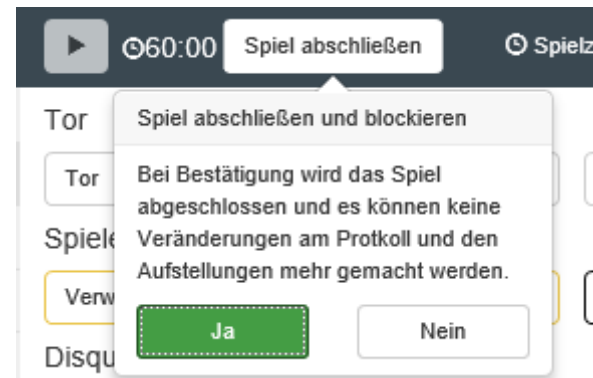 60:00 Spiel abschließen Spielz
Tor
Spiel abschließen und blockieren
Tor
Bei Bestätigung wird das Spiel
abgeschlossen und es können keine
Spiele
Veränderungen am Protkoll und den
Aufstellungen mehr gemacht werden.
Verw
Ja Nein
Disqu